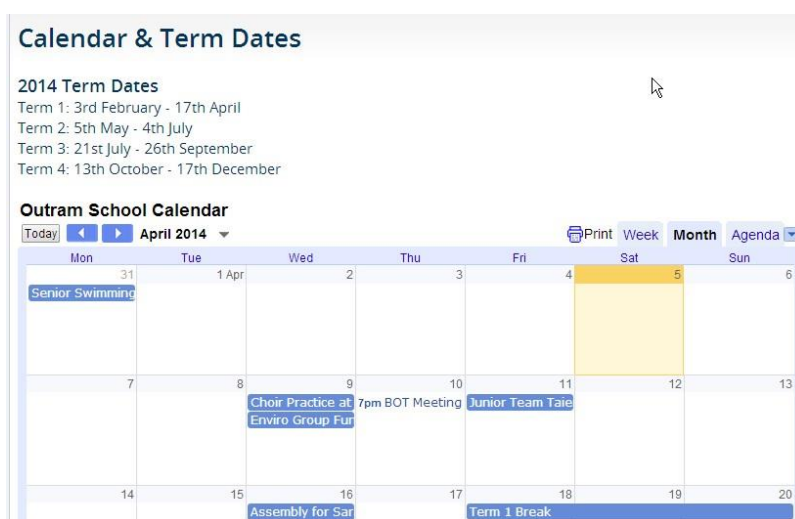 Calendar & Term Dates
2014 Term Dates
Term 1: 3rd February - 17th April
Term 2: 5th May - 4th July
Term 3: 21st July - 26th September
Term 4: 13th October - 17th December
Outram School Calendar
Today April 2014 Print Week Month Agenda
Mon Tue Wed Thu Fri Sat Sun
31 1 Apr 2 3 4 5 6
Senior Swimming
7 8 9 10 11 12 13
Choir Practice at 7pm BOT Meeting Junior Team Taie
Enviro Group Fur
14 15 16 17 18 19 20
Assembly for Sar Term 1 Break